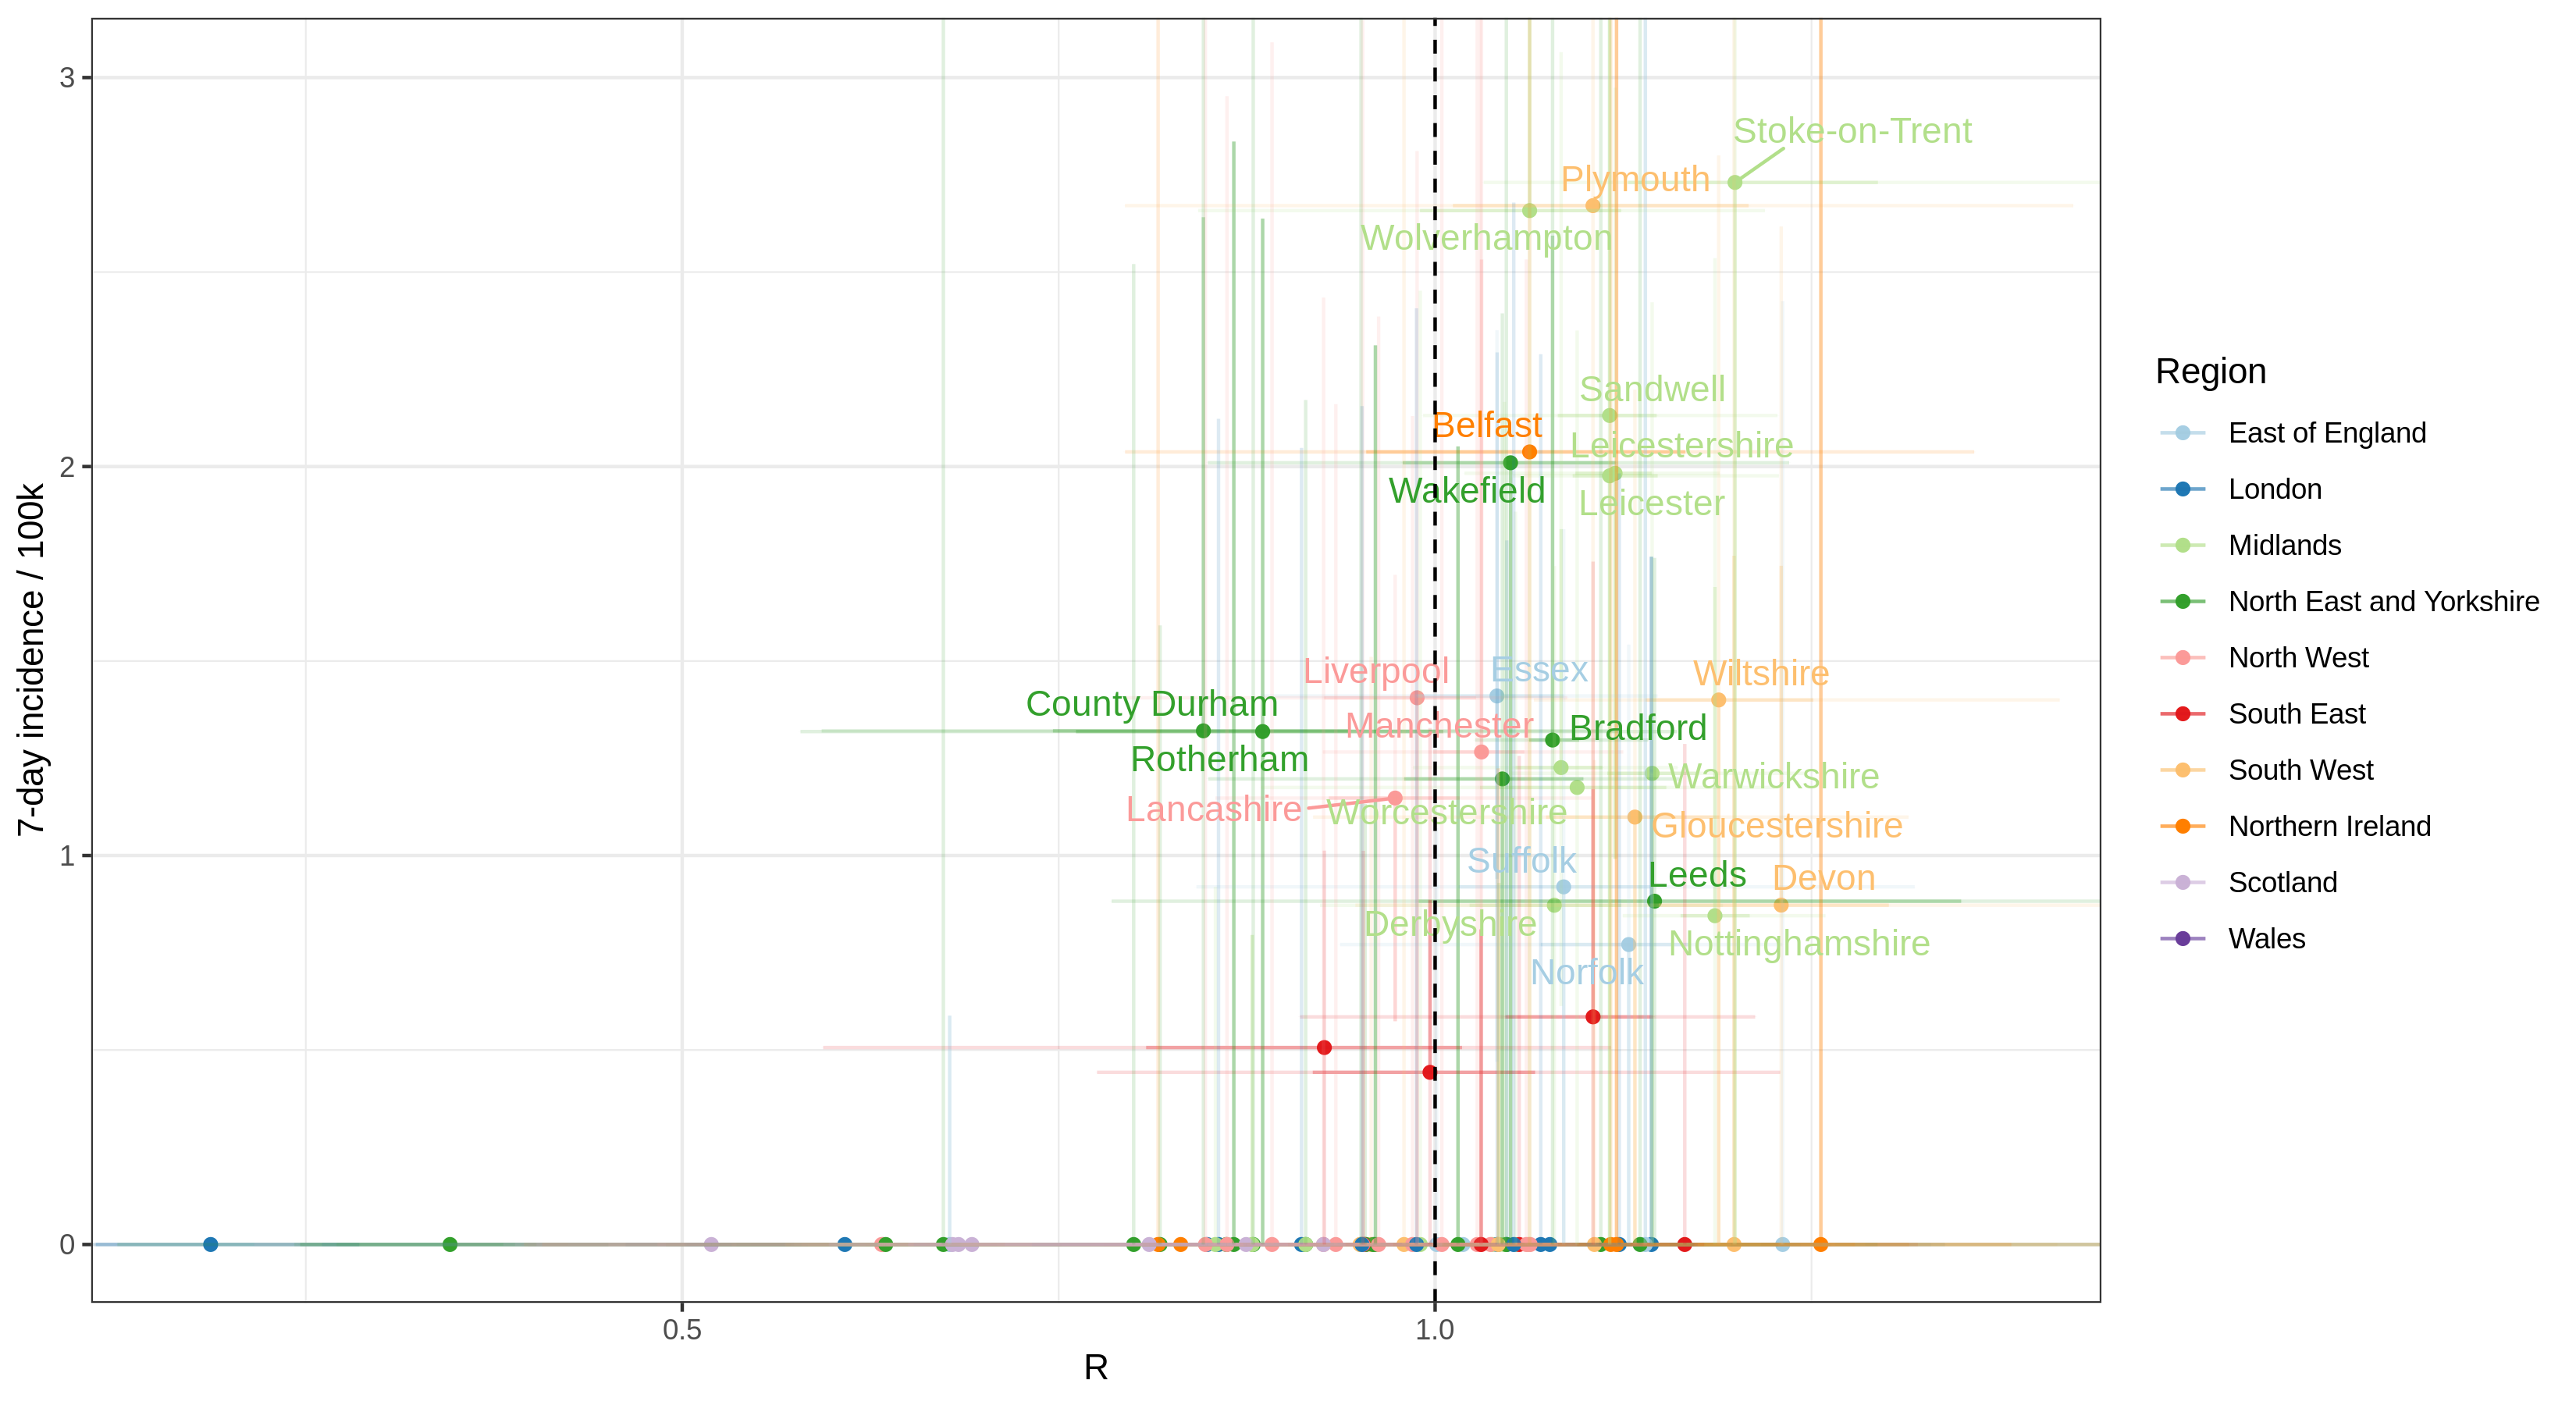 3
2
1
0
7-day incidence / 100k
0.5
1.0
R
Stoke-on-Trent
Plymouth
Wolverhampton
Sandwell
Belfast
Leicestershire
Wakefield
Leicester
Liverpool
Essex
Wiltshire
County Durham
Manchester
Bradford
Rotherham
Warwickshire
Lancashire
Worcestershire
Gloucestershire
Suffolk
Leeds
Devon
Derbyshire
Nottinghamshire
Norfolk
Region
East of England
London
Midlands
North East and Yorkshire
North West
South East
South West
Northern Ireland
Scotland
Wales